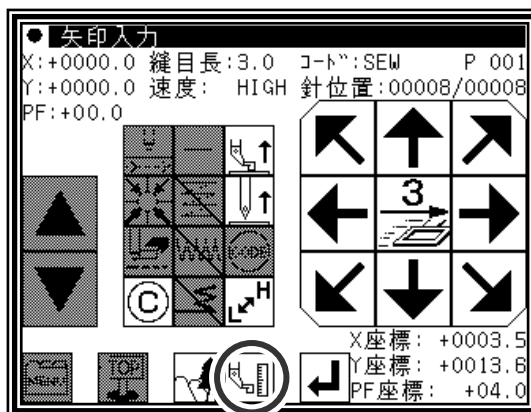 矢印入力
X:+0000.0 縫目長:3.0 コード:SEW P 001
Y:+0000.0 速度: HIGH 針位置:00008/00008
PF:+00.0
3
CODE
C
L H
X座標: +0003.5
MENU TOP Y座標: +0013.6
PF座標: +04.0